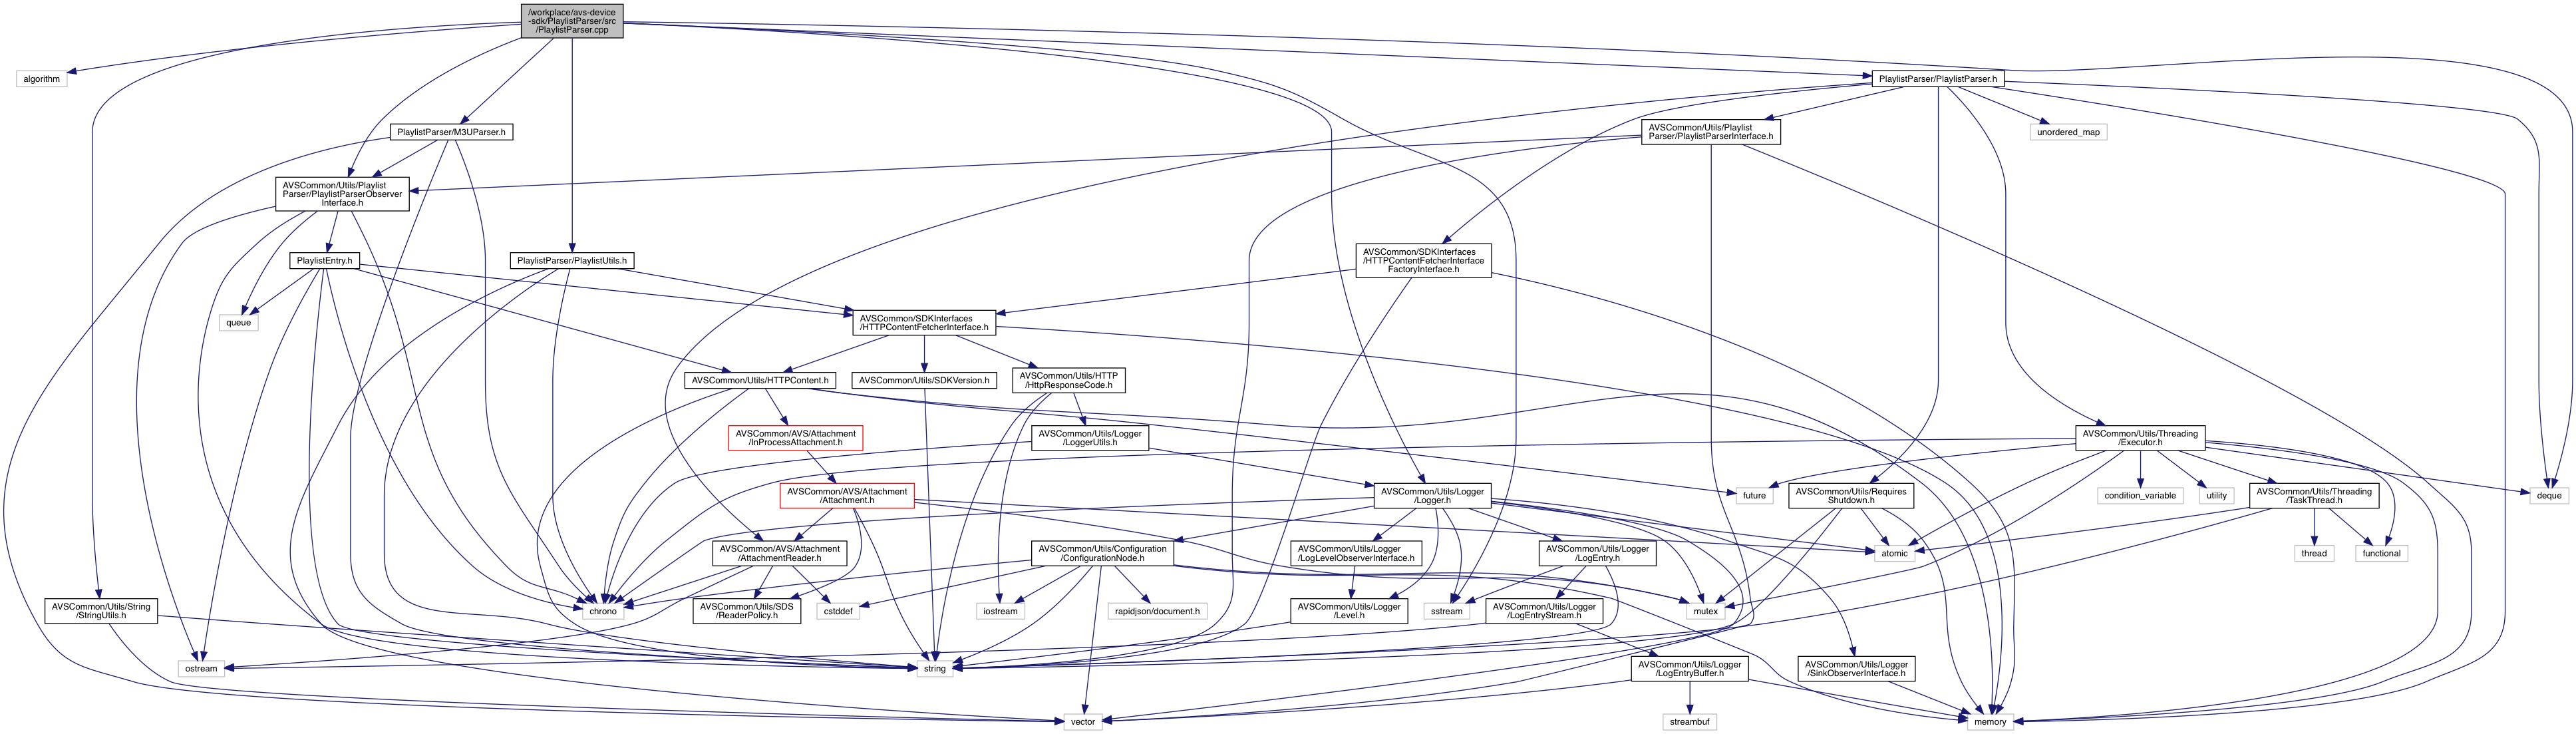 /workplace/avs-device
-sdk/PlaylistParser/src
/PlaylistParser.cpp
algorithm
PlaylistParser/PlaylistParser.h
PlaylistParser/M3UParser.h
AVSCommon/Utils/Playlist
Parser/PlaylistParserInterface.h
unordered_map
AVSCommon/Utils/Playlist
Parser/PlaylistParserObserver
Interface.h
PlaylistEntry.h
PlaylistParser/PlaylistUtils.h
AVSCommon/SDKInterfaces
/HTTPContentFetcherInterface
FactoryInterface.h
queue
AVSCommon/SDKInterfaces
/HTTPContentFetcherInterface.h
AVSCommon/Utils/HTTPContent.h
AVSCommon/Utils/SDKVersion.h
AVSCommon/Utils/HTTP
/HttpResponseCode.h
AVSCommon/AVS/Attachment
/InProcessAttachment.h
AVSCommon/Utils/Logger
/LoggerUtils.h
AVSCommon/Utils/Threading
/Executor.h
AVSCommon/AVS/Attachment
/Attachment.h
AVSCommon/Utils/Logger
/Logger.h
future
AVSCommon/Utils/Requires
Shutdown.h
condition_variable
utility
AVSCommon/Utils/Threading
/TaskThread.h
deque
AVSCommon/AVS/Attachment
/AttachmentReader.h
AVSCommon/Utils/Configuration
/ConfigurationNode.h
AVSCommon/Utils/Logger
/LogLevelObserverInterface.h
AVSCommon/Utils/Logger
/LogEntry.h
atomic
thread
functional
AVSCommon/Utils/String
/StringUtils.h
chrono
AVSCommon/Utils/SDS
/ReaderPolicy.h
cstddef
iostream
rapidjson/document.h
AVSCommon/Utils/Logger
/Level.h
sstream
AVSCommon/Utils/Logger
/LogEntryStream.h
mutex
ostream
string
AVSCommon/Utils/Logger
/LogEntryBuffer.h
AVSCommon/Utils/Logger
/SinkObserverInterface.h
vector
streambuf
memory